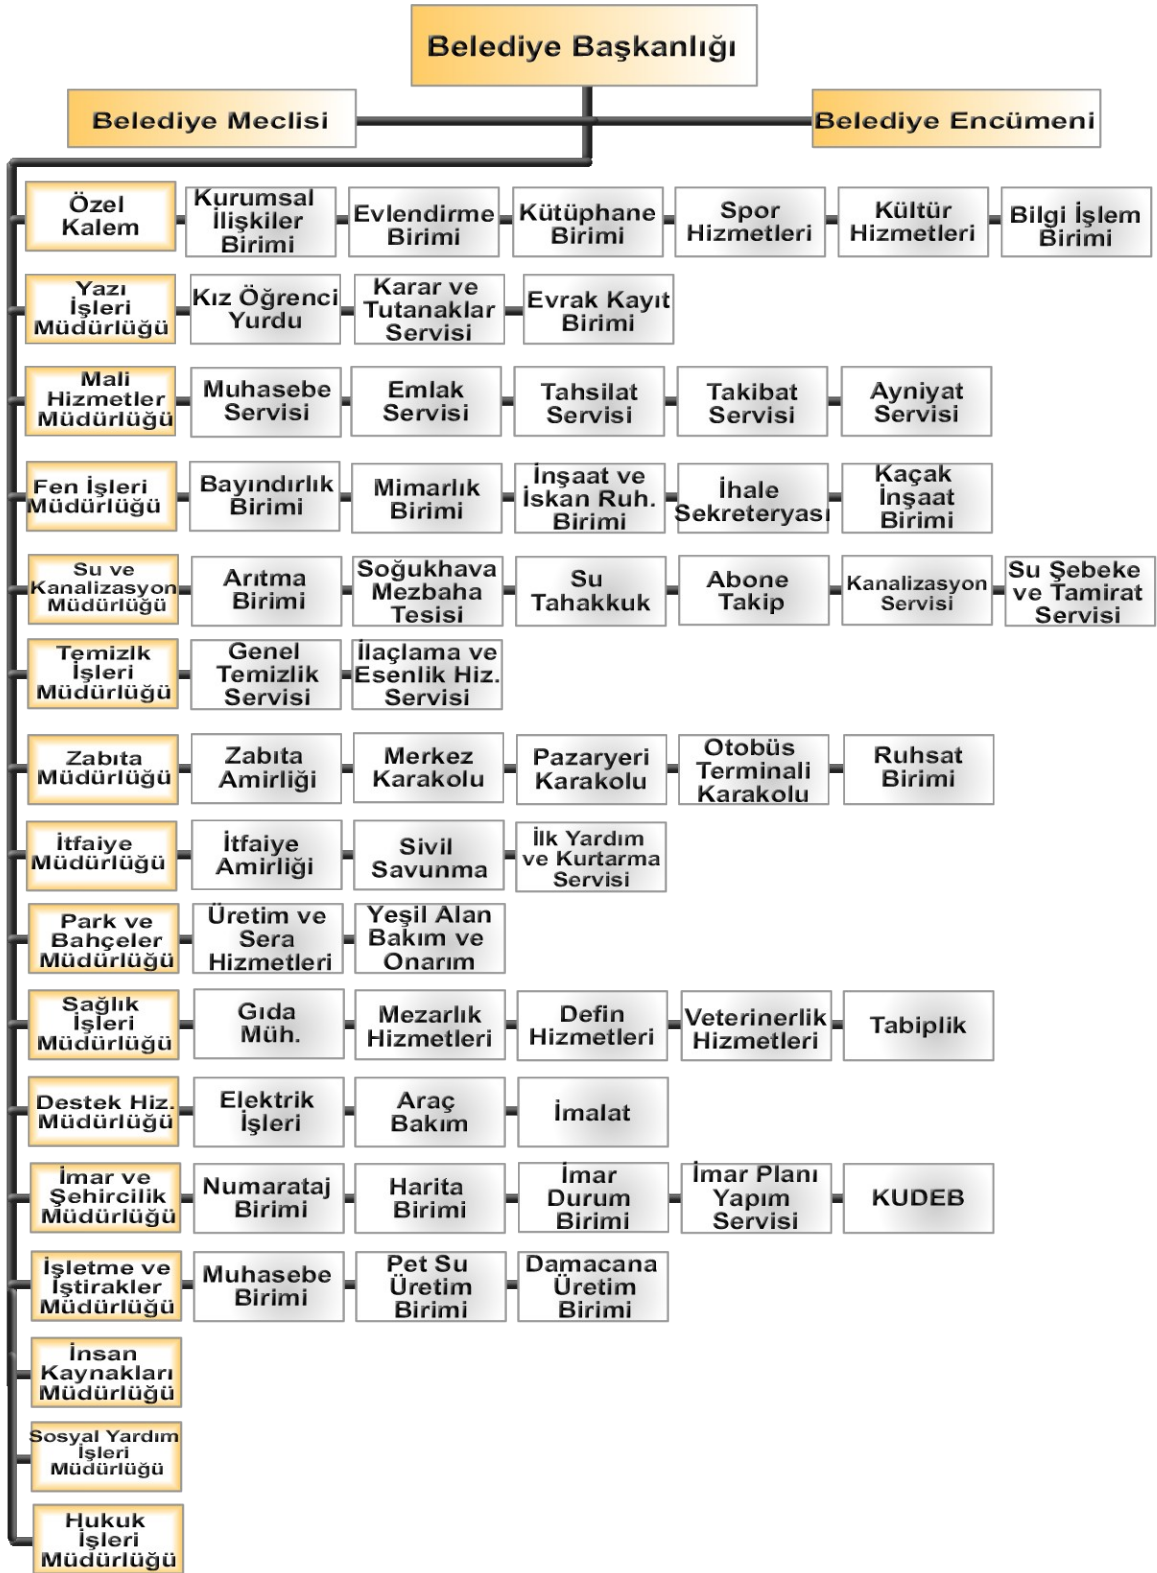 Belediye Başkanlığı
Belediye Meclisi
Belediye Encümeni
Özel
Kalem
Kurumsal
İlişkiler
Birimi
Evlendirme
Birimi
Kütüphane
Birimi
Spor
Hizmetleri
Kültür
Hizmetleri
Bilgi İşlem
Birimi
Yazı
İşleri
Müdürlüğü
Kız Öğrenci
Yurdu
Karar ve
Tutanaklar
Servisi
Evrak Kayıt
Birimi
Mali
Hizmetler
Müdürlüğü
Muhasebe
Servisi
Emlak
Servisi
Tahsilat
Servisi
Takibat
Servisi
Ayniyat
Servisi
Fen İşleri
Müdürlüğü
Bayındırlık
Birimi
Mimarlık
Birimi
İnşaat ve
İskan Ruh.
Birimi
İhale
Sekreteryası
Kaçak
İnşaat
Birimi
Su ve
Kanalizasyon
Müdürlüğü
Arıtma
Birimi
Soğukhava
Mezbaha
Tesisi
Su
Tahakkuk
Abone
Takip
Kanalizasyon
Servisi
Su Şebeke
ve Tamirat
Servisi
Temizlk
İşleri
Müdürlüğü
Genel
Temizlik
Servisi
İlaçlama ve
Esenlik Hiz.
Servisi
Zabıta
Müdürlüğü
Zabıta
Amirliği
Merkez
Karakolu
Pazaryeri
Karakolu
Otobüs
Terminali
Karakolu
Ruhsat
Birimi
İtfaiye
Müdürlüğü
İtfaiye
Amirliği
Sivil
Savunma
İlk Yardım
ve Kurtarma
Servisi
Park ve
Bahçeler
Müdürlüğü
Üretim ve
Sera
Hizmetleri
Yeşil Alan
Bakım ve
Onarım
Sağlık
İşleri
Müdürlüğü
Gıda
Müh.
Mezarlık
Hizmetleri
Defin
Hizmetleri
Veterinerlik
Hizmetleri
Tabiplik
Destek Hiz.
Müdürlüğü
Elektrik
İşleri
Araç
Bakım
İmalat
İmar ve
Şehircilik
Müdürlüğü
Numarataj
Birimi
Harita
Birimi
İmar
Durum
Birimi
İmar Planı
Yapım
Servisi
KUDEB
İşletme ve
İştirakler
Müdürlüğü
Muhasebe
Birimi
Pet Su
Üretim
Birimi
Damacana
Üretim
Birimi
İnsan
Kaynakları
Müdürlüğü
Sosyal Yardım
İşleri
Müdürlüğü
Hukuk
İşleri
Müdürlüğü